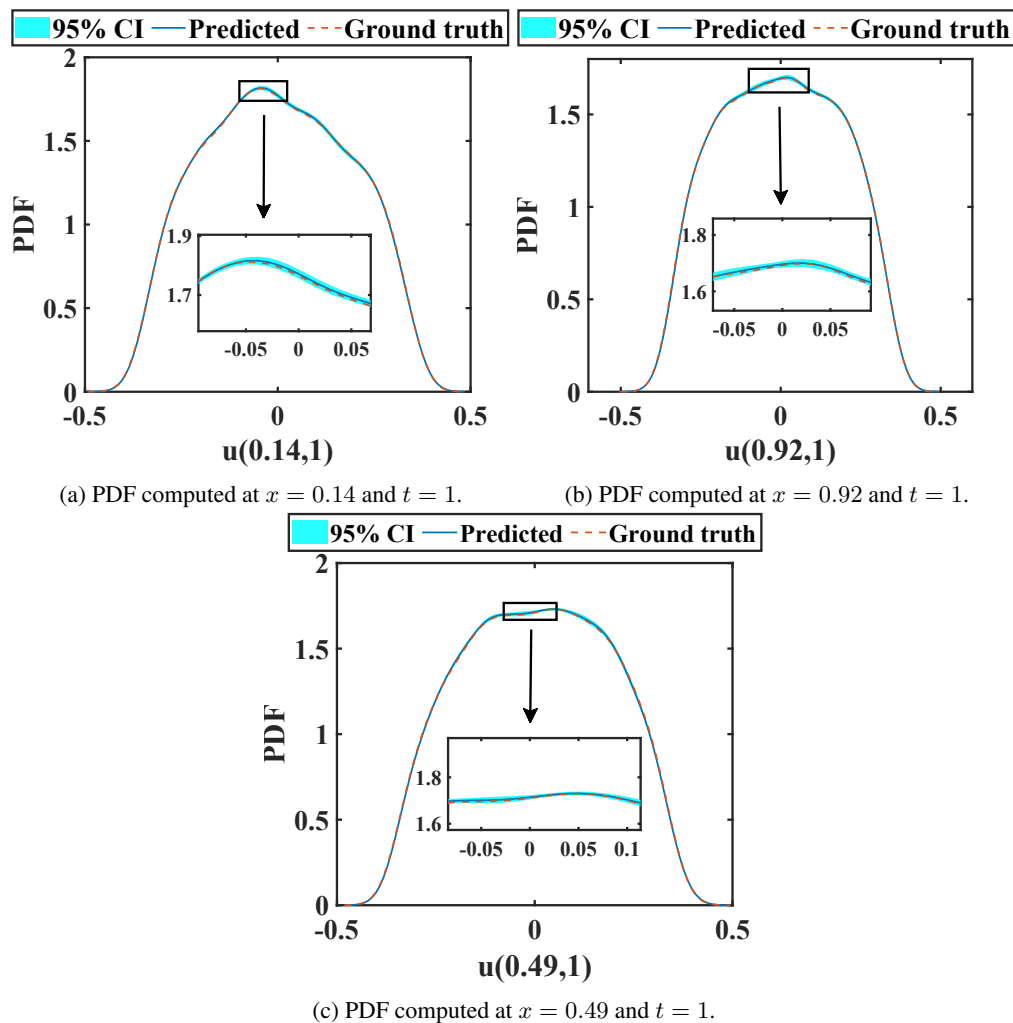 95% CI Predicted Ground truth
2
1.5
1
0.5
0
PDF
1.9
1.7
-0.05 0 0.05
-0.5 0 0.5
u(0.14,1)
(a) PDF computed at x = 0.14 and t = 1.
95% CI Predicted Ground truth
1.5
1
0.5
0
PDF
1.8
1.6
-0.05 0 0.05
-0.5 0 0.5
u(0.92,1)
(b) PDF computed at x = 0.92 and t = 1.
95% CI Predicted Ground truth
2
1.5
1
0.5
0
PDF
1.8
1.6
-0.05 0 0.05 0.1
-0.5 0 0.5
u(0.49,1)
(c) PDF computed at x = 0.49 and t = 1.